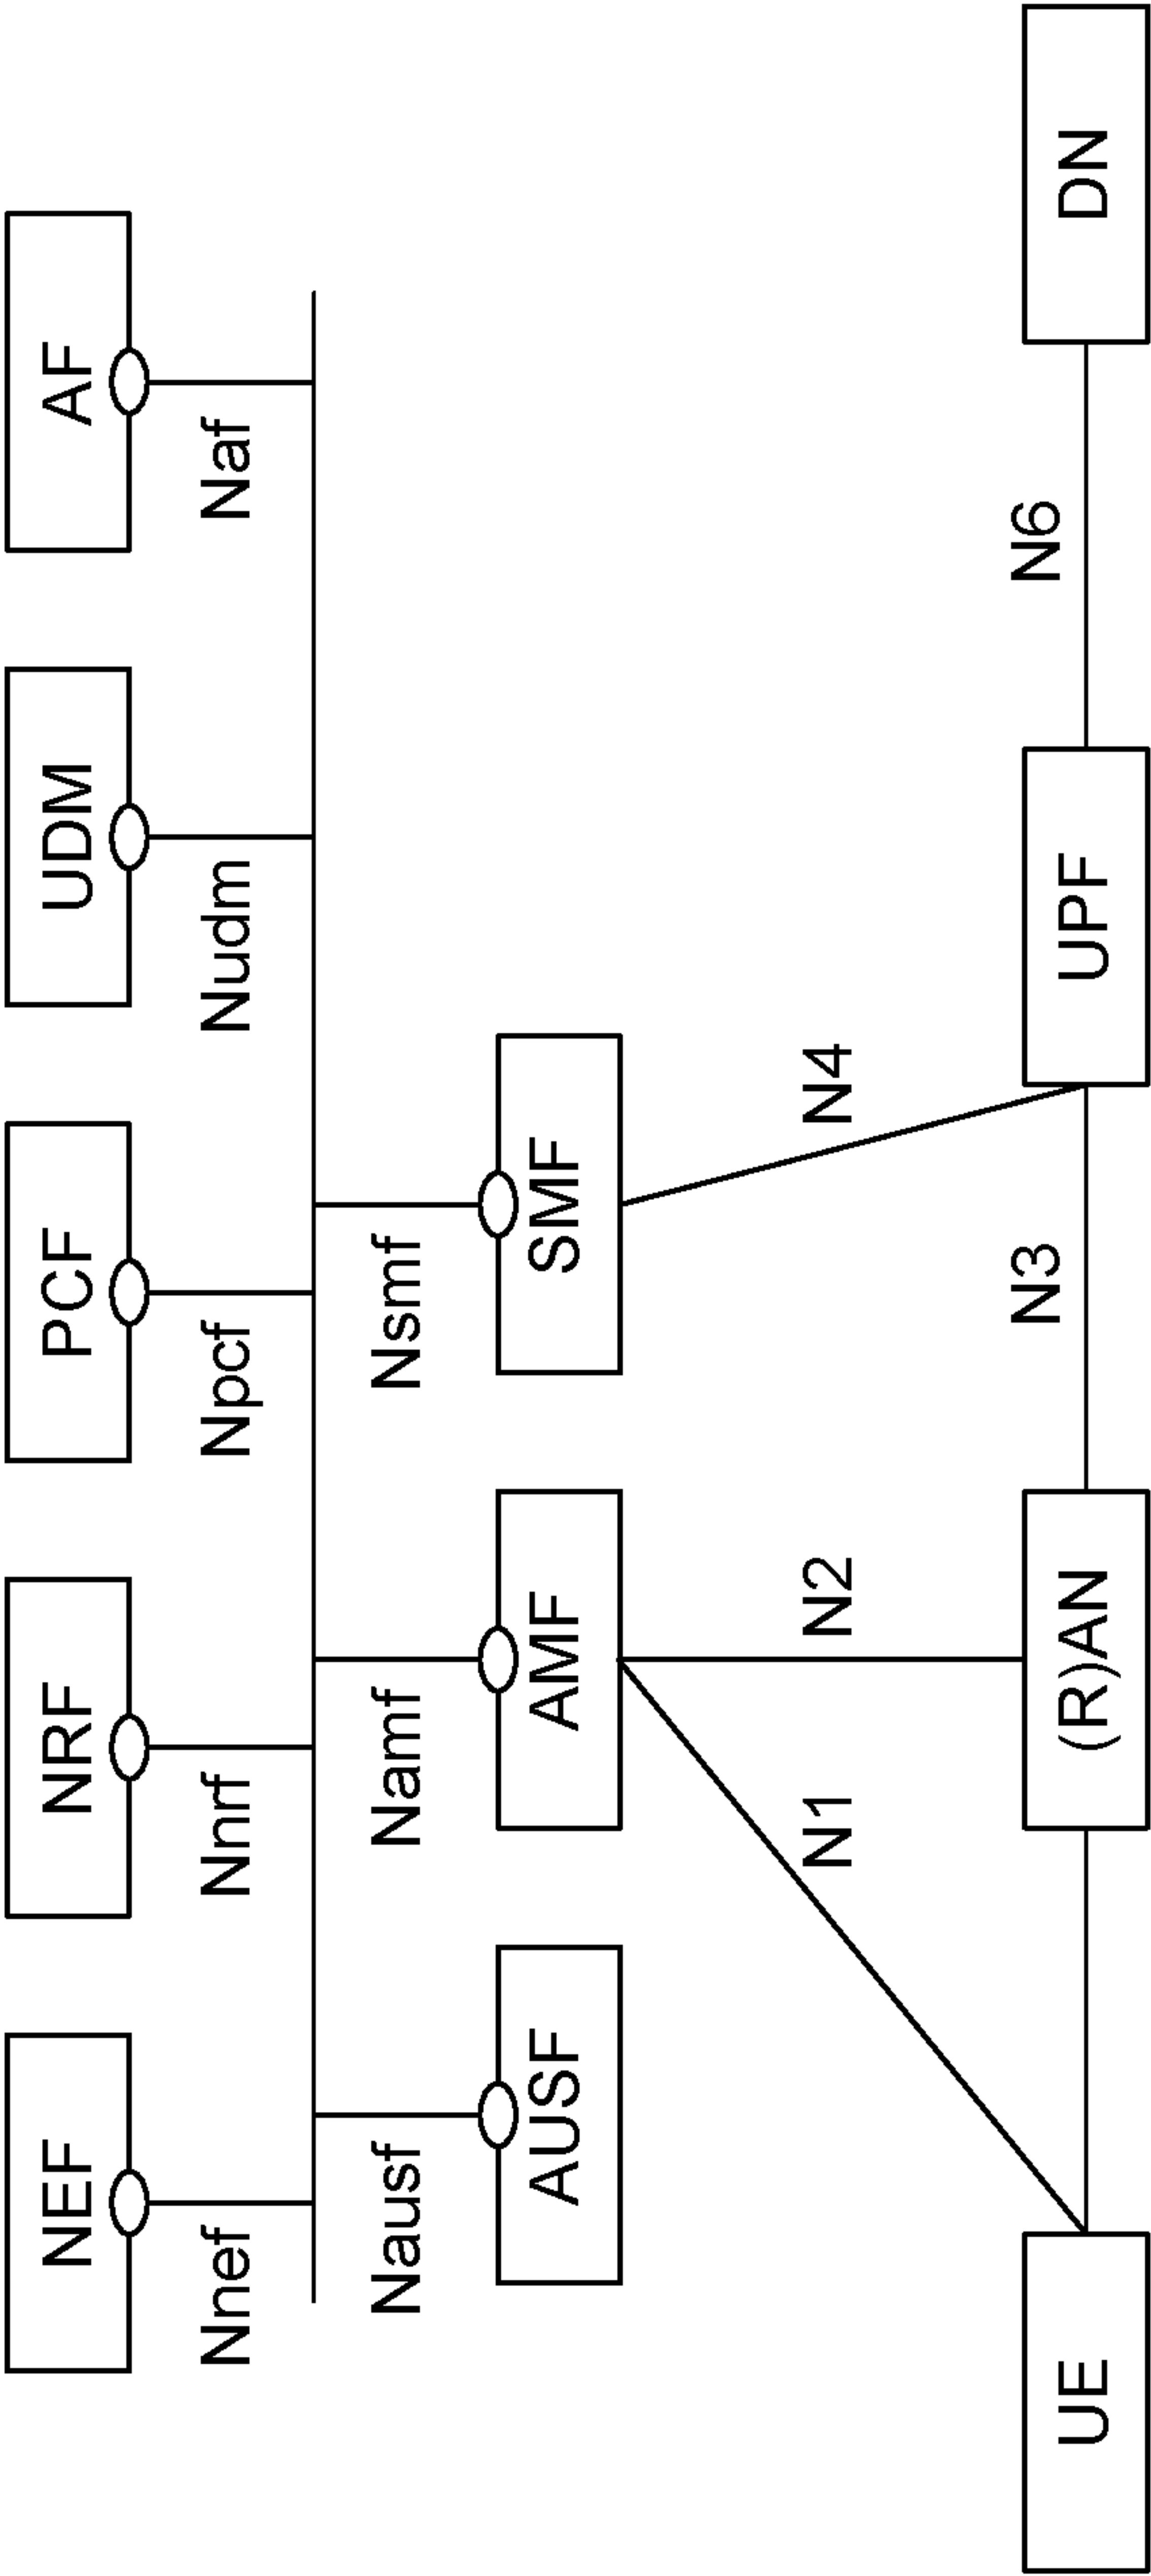 NEF
NRF
PCF
UDM
AF
Nnef
Nnrf
Npcf
Nudm
Naf
Nausf
Namf
Nsmf
AUSF
AMF
SMF
N1
N2
N4
UE
(R)AN
N3
UPF
N6
DN